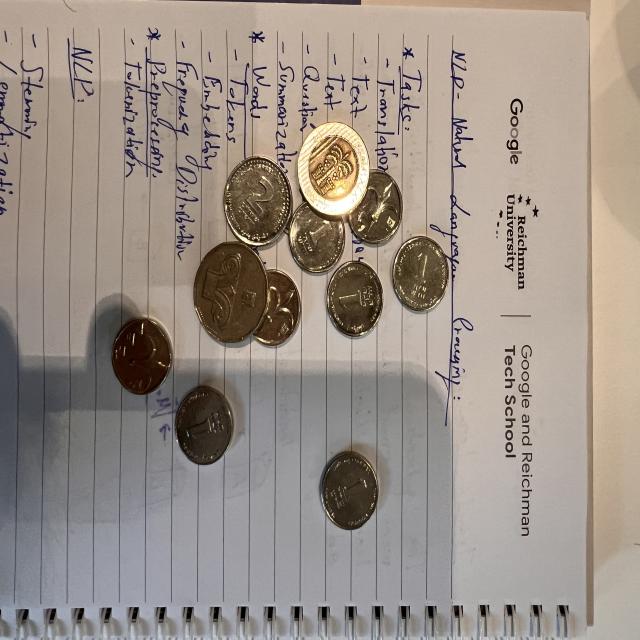 Google
Reichman
University
Google and Reichman
Tech School
NLP - Natural Language Processing:
* Tasks:
- Translation
- Text
- Text
- Question
- Summarization
* Words
- Tokens
- Embedding
- Frequency Distribution
* Preprocessing
- Tokenization
NLP:
- Stemming
- Lemmatization